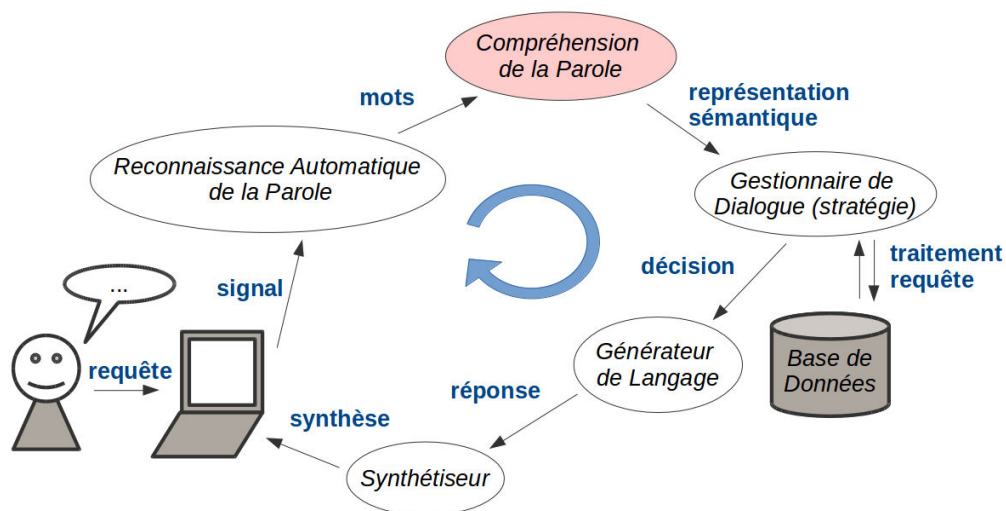 Compréhension
de la Parole
mots
représentation
sémantique
Reconnaissance Automatique
de la Parole
Gestionnaire de
Dialogue (stratégie)
signal
décision
traitement
requête
...
requête
Générateur
de Langage
Base de
Données
réponse
synthèse
Synthétiseur